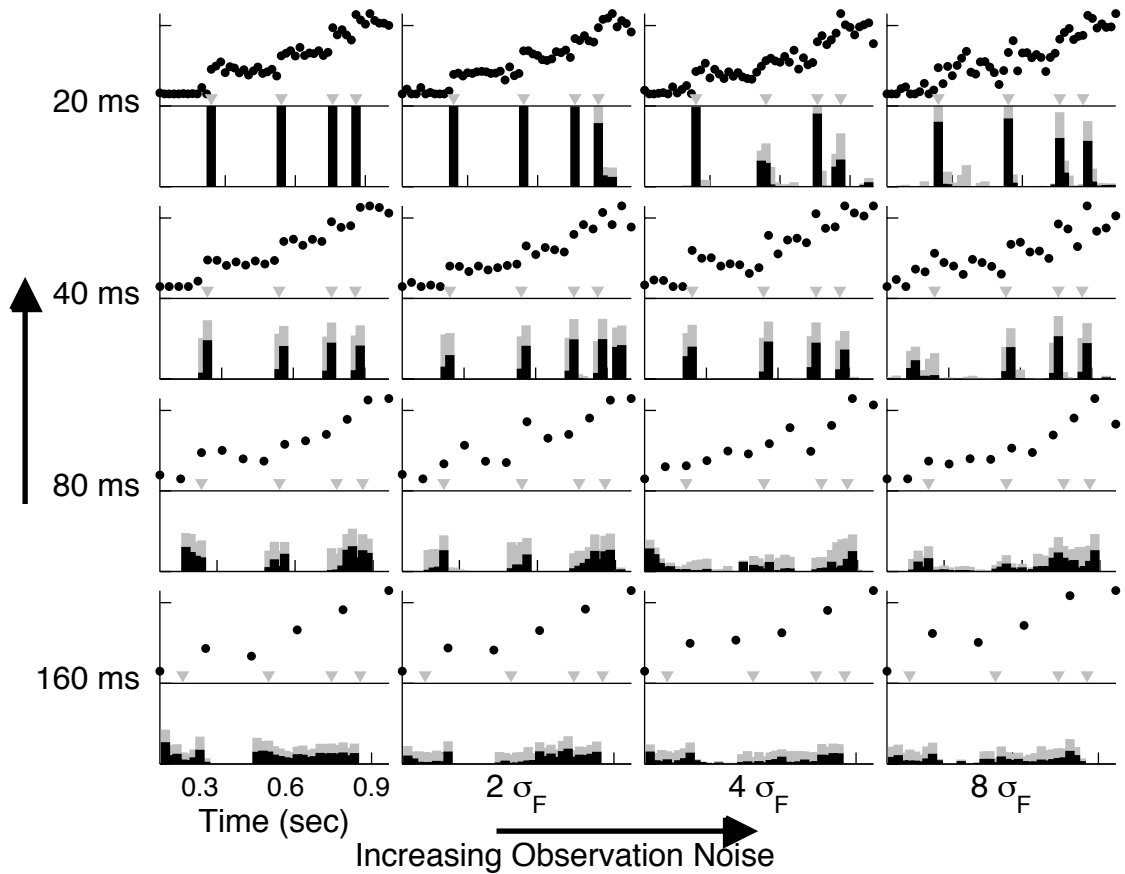 20 ms
40 ms
80 ms
160 ms
0.3 0.6 0.9
2 σF 4 σF 8 σF
Time (sec)
Increasing Observation Noise